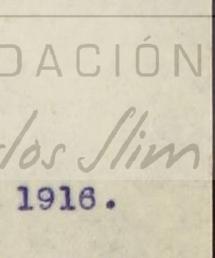 DACIÓN
los Slim
1916.